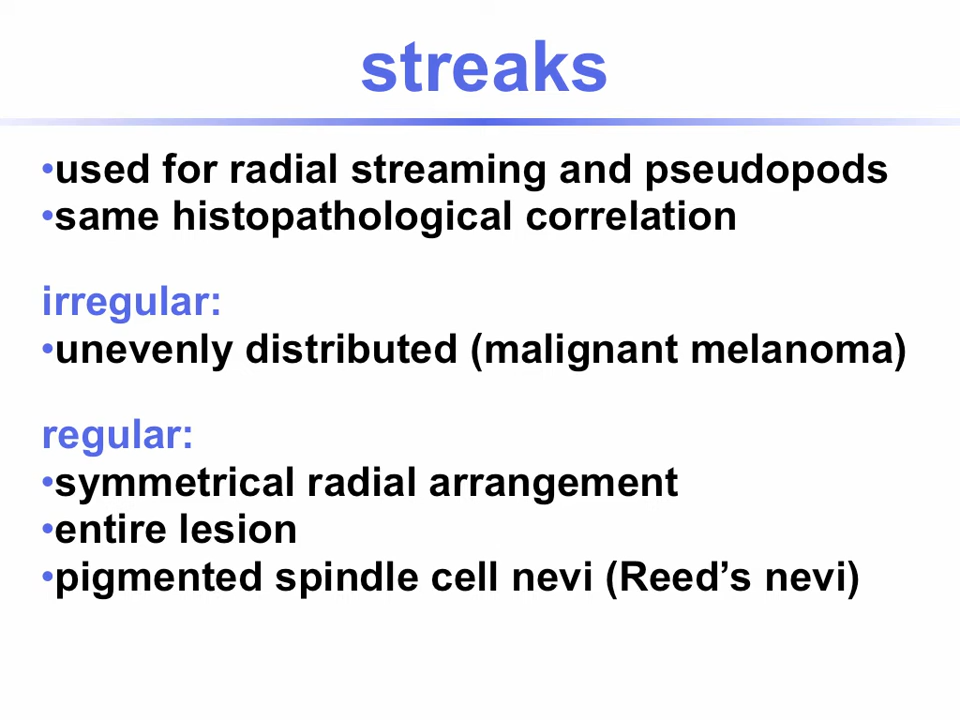 streaks
•used for radial streaming and pseudopods
•same histopathological correlation
irregular:
•unevenly distributed (malignant melanoma)
regular:
•symmetrical radial arrangement
•entire lesion
•pigmented spindle cell nevi (Reed’s nevi)